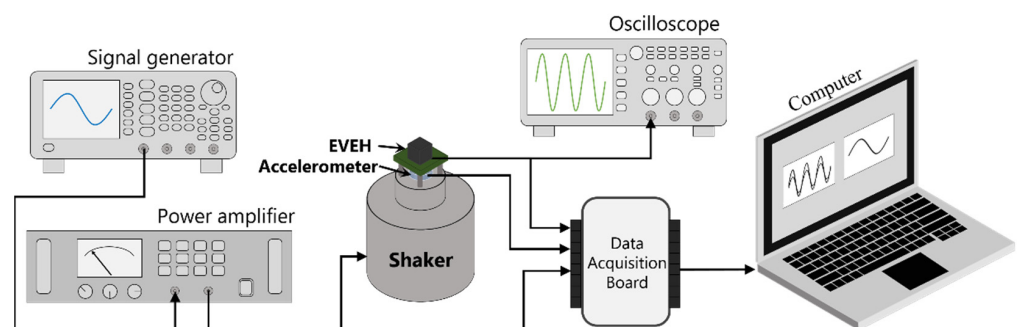 Signal generator
Oscilloscope
Computer
EVEH
Accelerometer
Power amplifier
Shaker
Data
Acquisition
Board